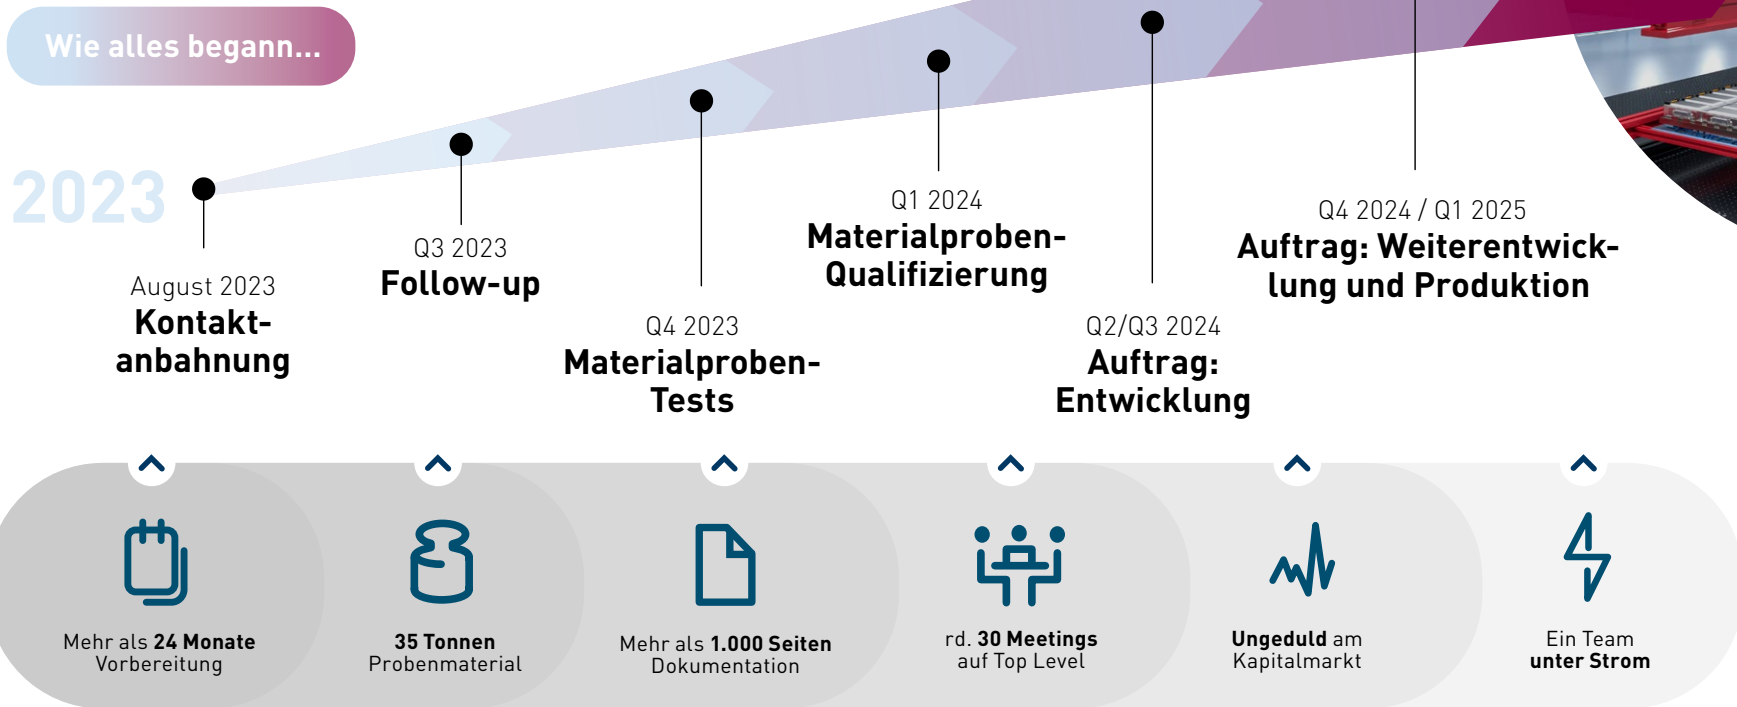 Wie alles begann...
2023
August 2023
Kontakt-
anbahnung
Q3 2023
Follow-up
Q4 2023
Materialproben-
Tests
Q1 2024
Materialproben-
Qualifizierung
Q2/Q3 2024
Auftrag:
Entwicklung
Q4 2024 / Q1 2025
Auftrag: Weiterentwick-
lung und Produktion
Mehr als 24 Monate
Vorbereitung
35 Tonnen
Probenmaterial
Mehr als 1.000 Seiten
Dokumentation
rd. 30 Meetings
auf Top Level
Ungeduld am
Kapitalmarkt
Ein Team
unter Strom